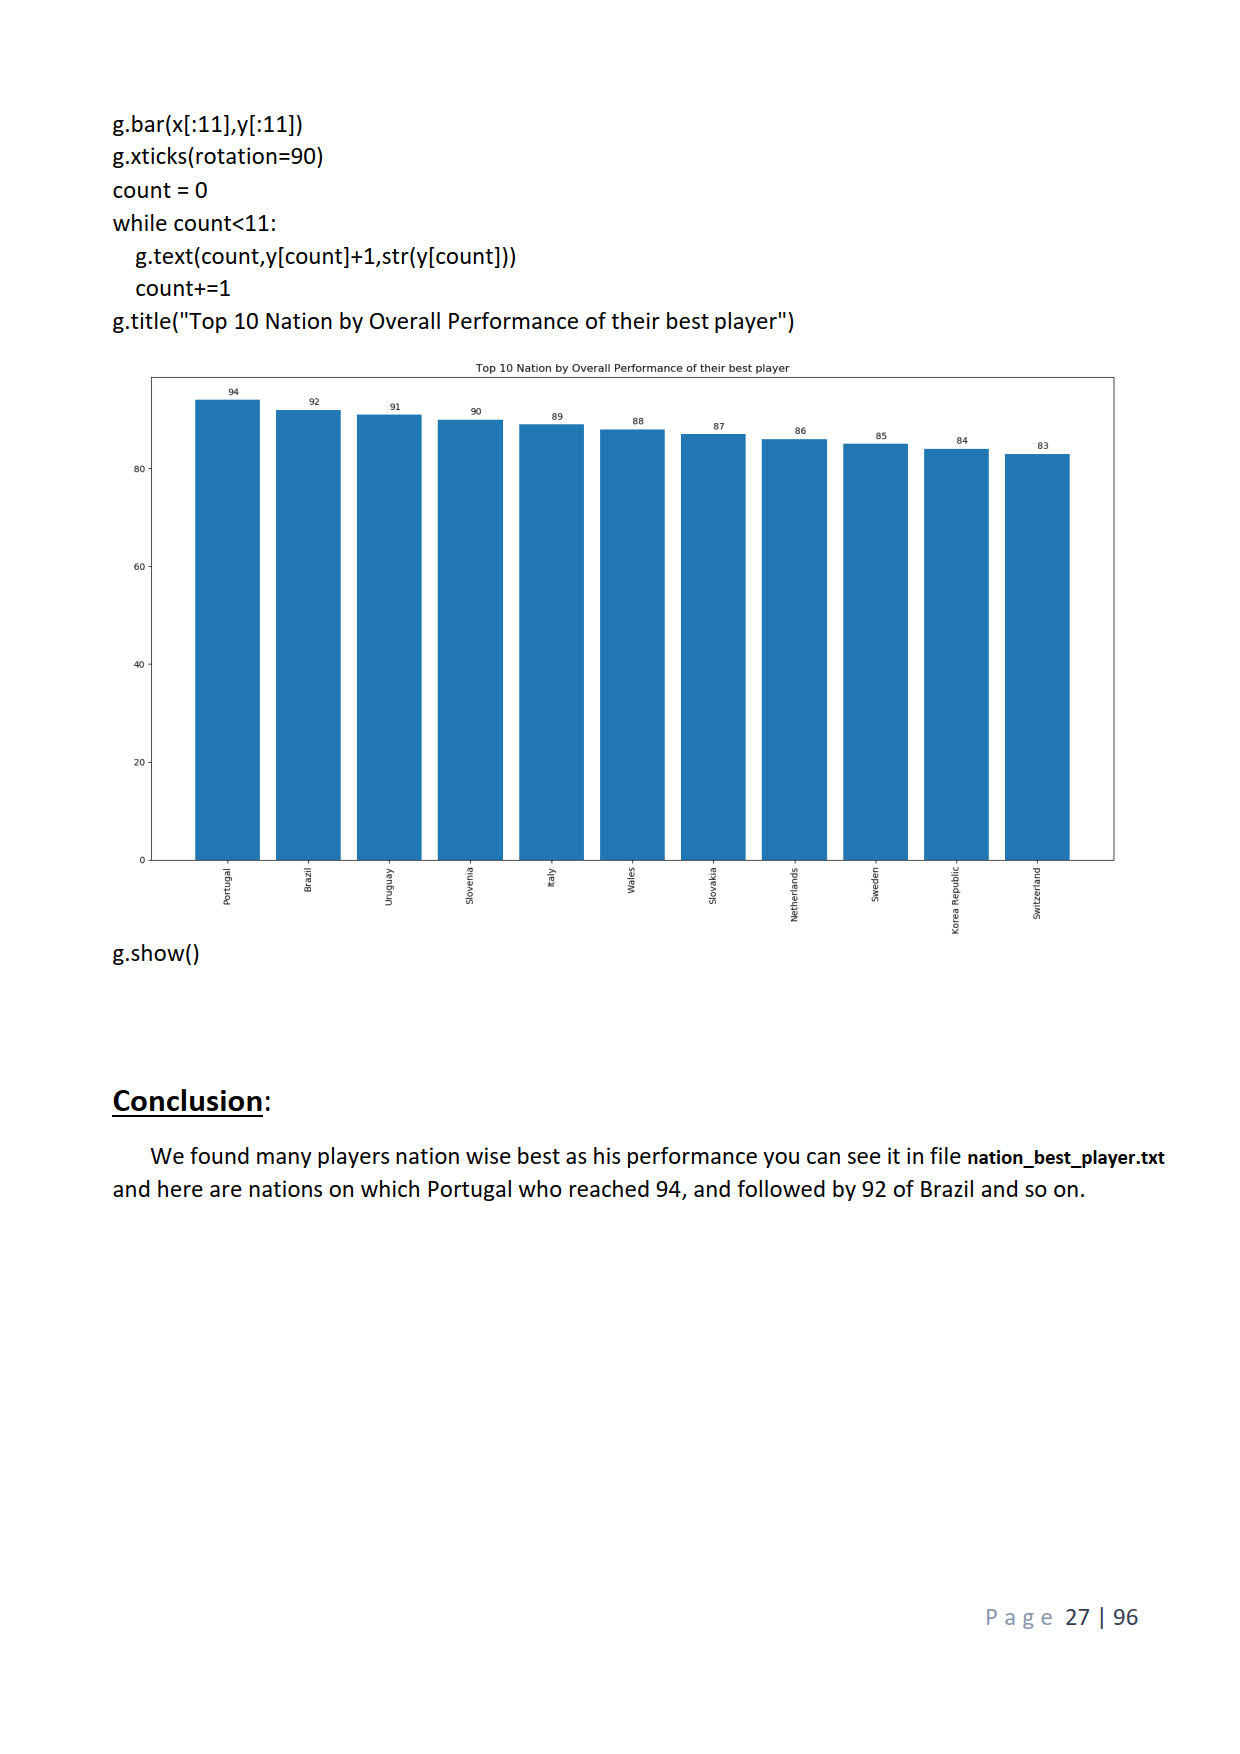 g.bar(x[:11],y[:11])
g.xticks(rotation=90)
count = 0
while count<11:
g.text(count,y[count]+1,str(y[count]))
count+=1
g.title("Top 10 Nation by Overall Performance of their best player")
Top 10 Nation by Overall Performance of their best player
94 92 91 90 89 88 87 86 85 84 83
80
60
40
20
0
Portugal Brazil Uruguay Slovenia Italy Wales Slovakia Netherlands Sweden Korea Republic Switzerland
g.show()
Conclusion:
We found many players nation wise best as his performance you can see it in file nation_best_player.txt
and here are nations on which Portugal who reached 94, and followed by 92 of Brazil and so on.
Page 27 | 96